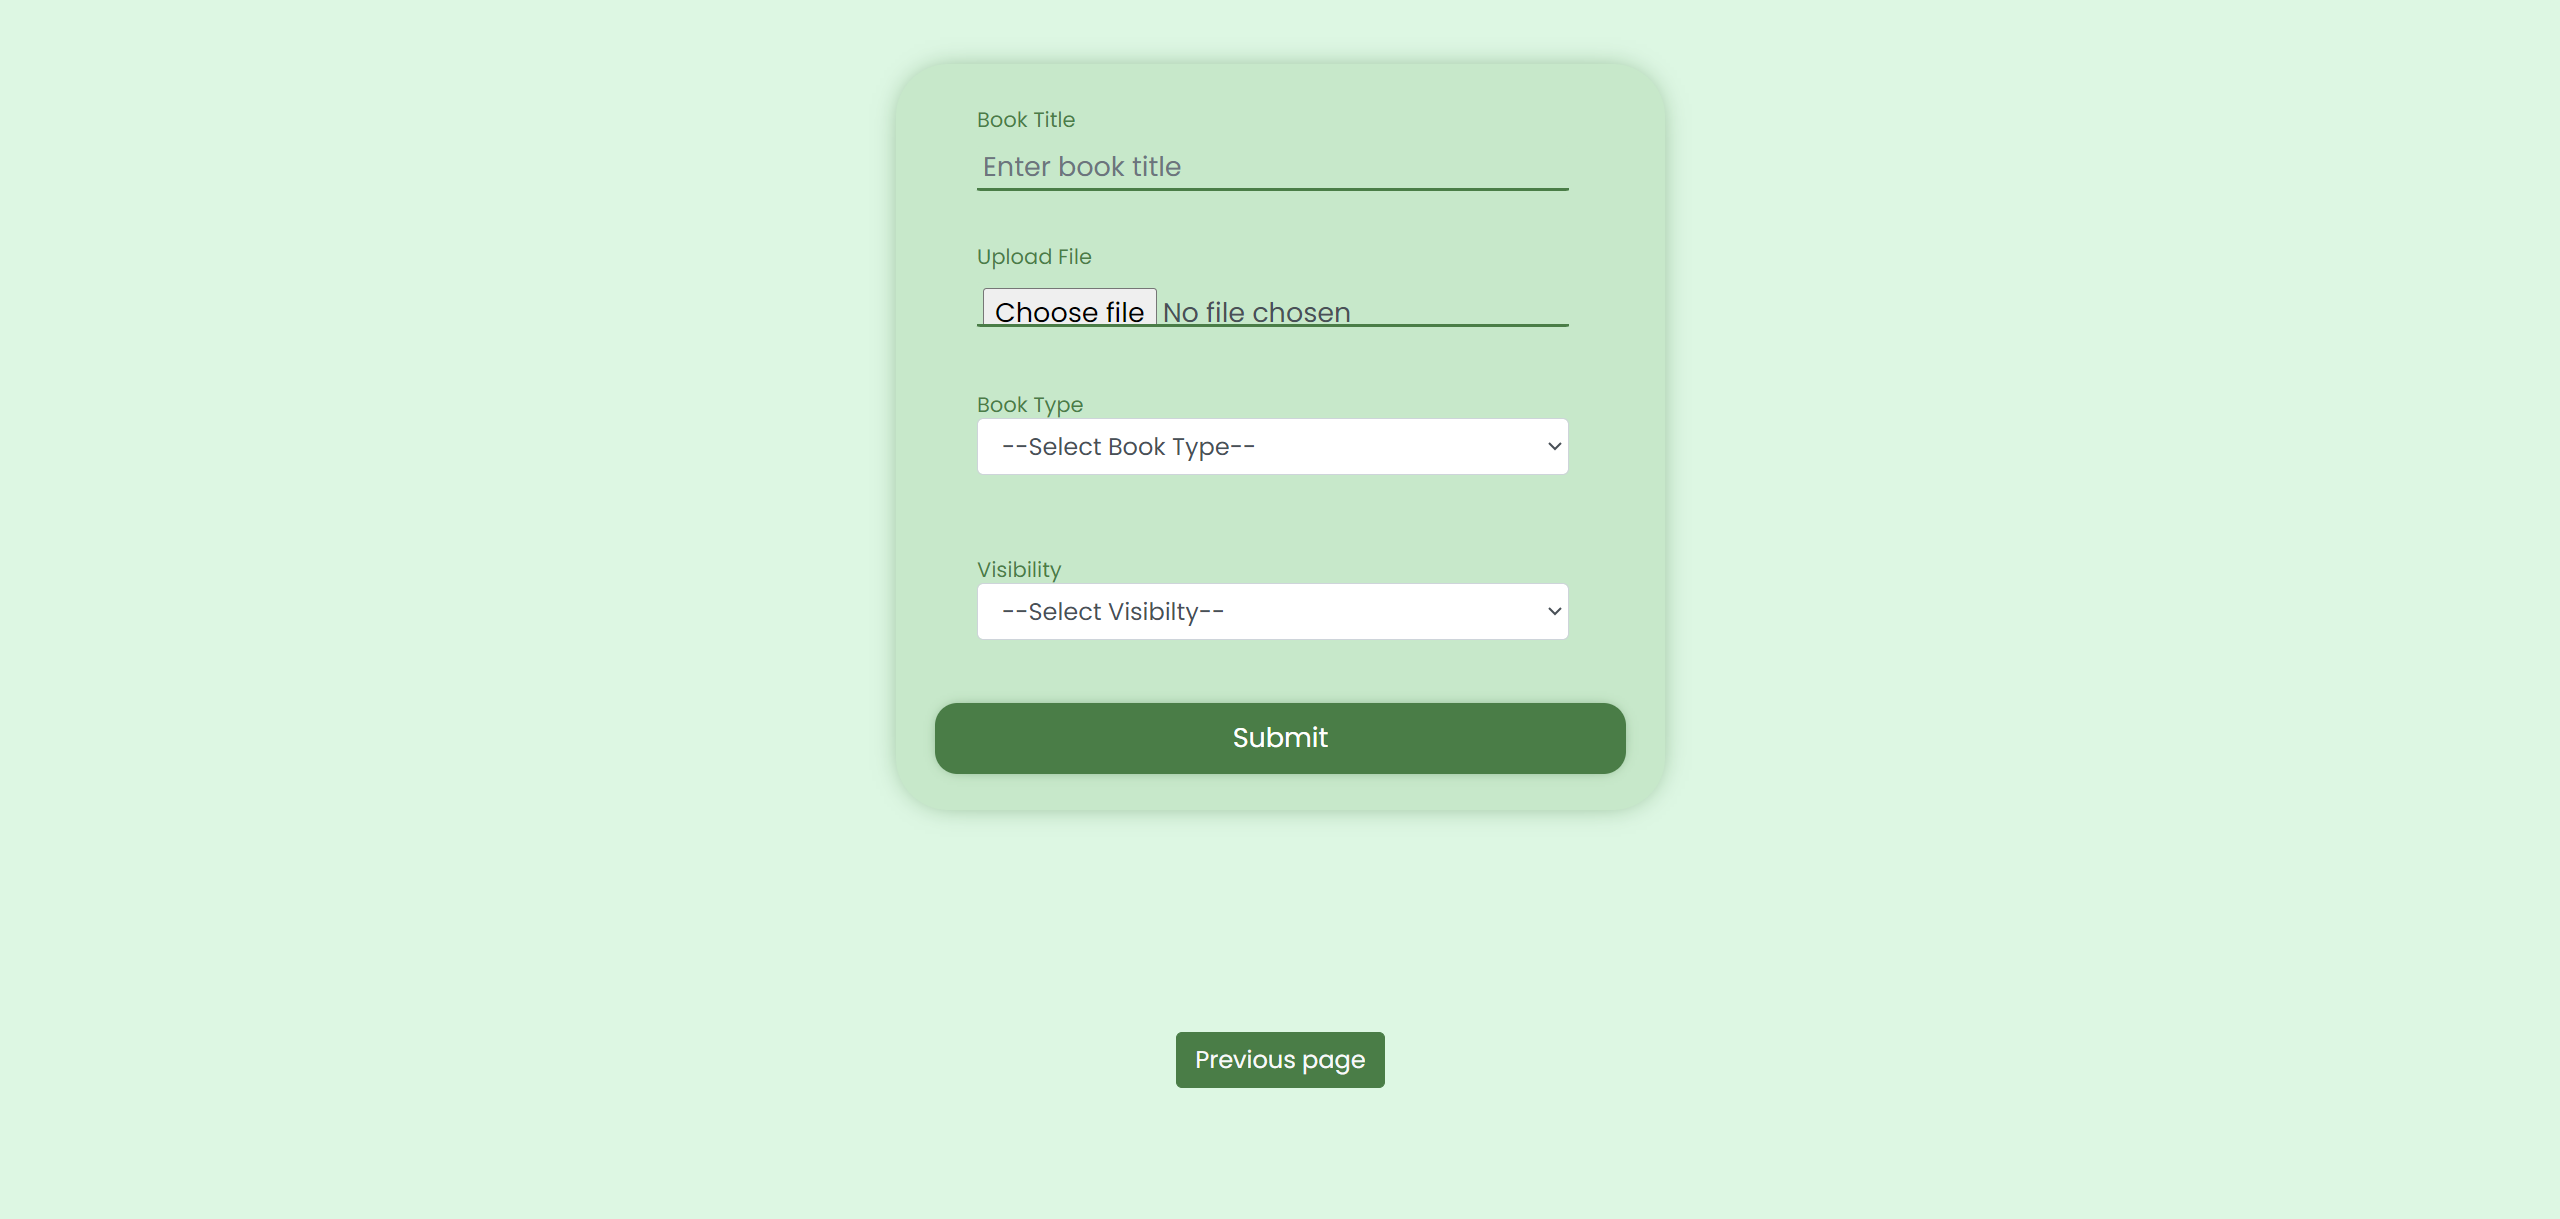 Book Title
Enter book title
Upload File
Choose file No file chosen
Book Type
--Select Book Type--
Visibility
--Select Visibilty--
Submit
Previous page